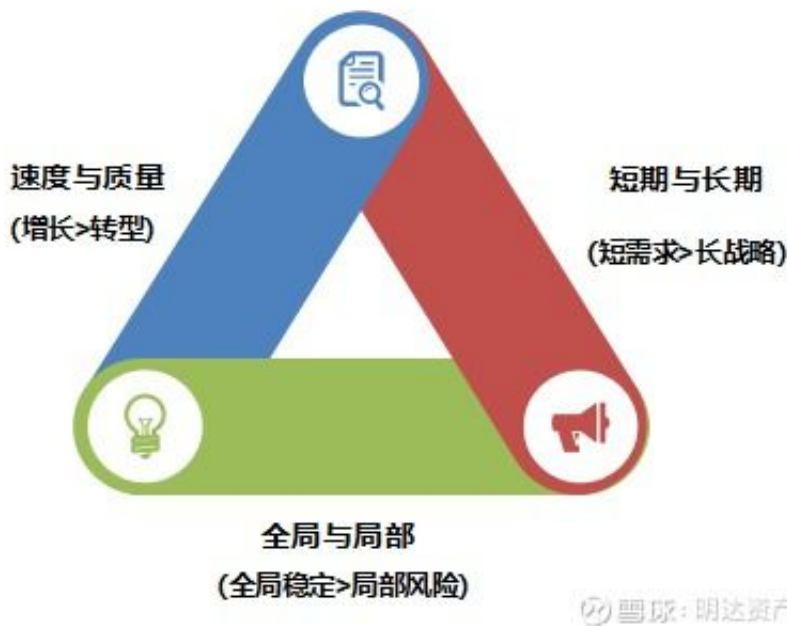 速度与质量
(增长>转型)
短期与长期
(短需求>长战略)
全局与局部
(全局稳定>局部风险)
雪球：明达资产